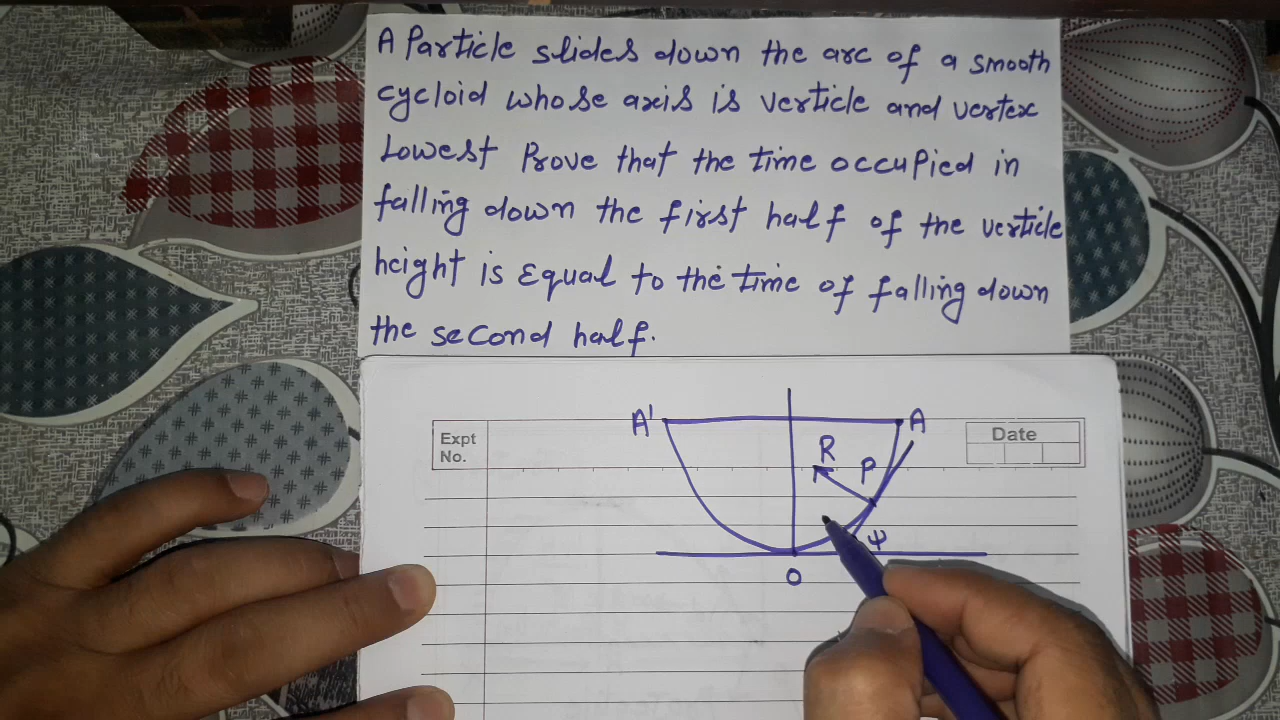 A Particle slides down the arc of a smooth
cycloid whose axis is verticle and vertex
Lowest Prove that the time occupied in
falling down the first half of the verticle
height is Equal to the time of falling down
the second half.
A' A
Expt
No.
Date
R
P
ψ
O